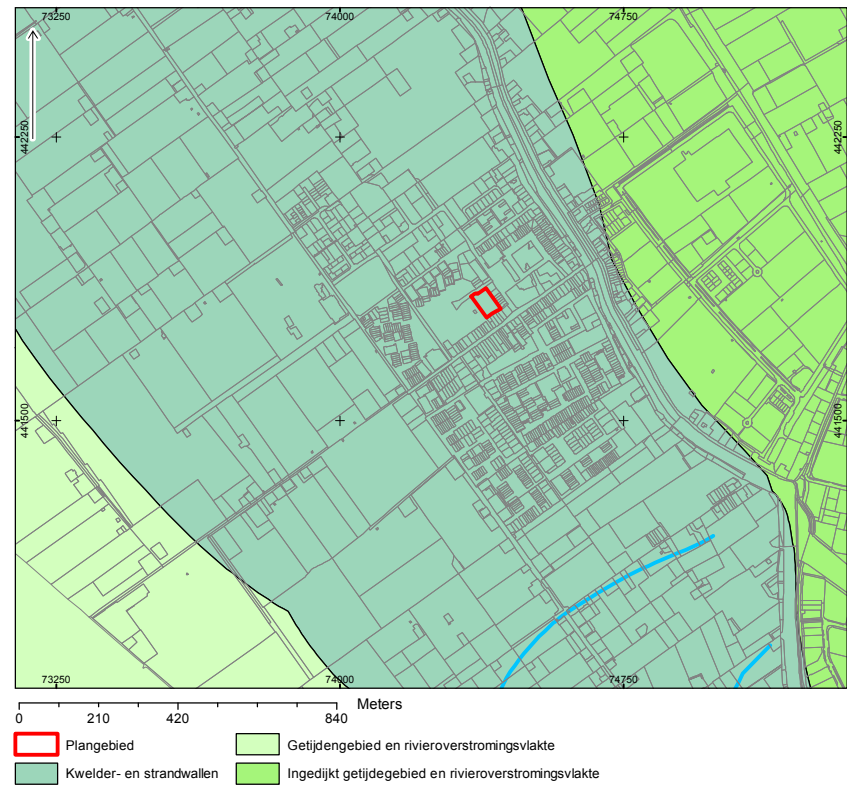 73250 74000 74750
442250 442250
441500 441500
73250 74000 74750
Meters
0 210 420 840
Plangebied Getijdengebied en rivieroverstromingsvlakte
Kwelder- en strandwallen Ingedijkt getijdegebied en rivieroverstromingsvlakte